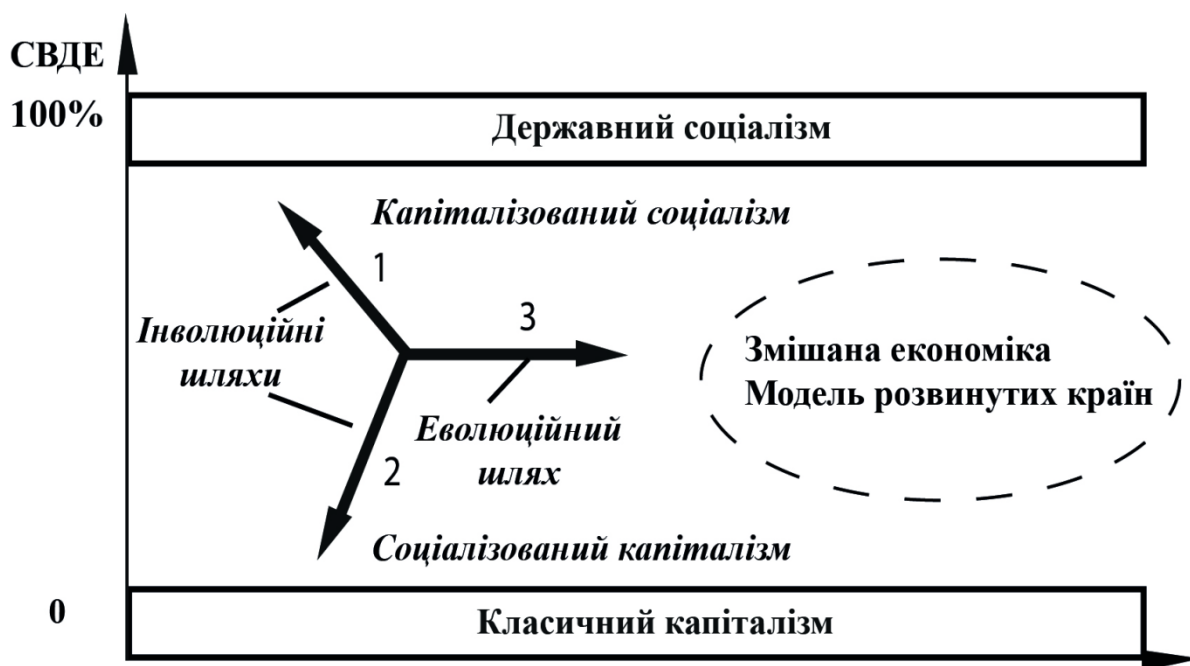 СВДЕ
100%
Державний соціалізм
Капіталізований соціалізм
1
3
Інволюційні
шляхи
Змішана економіка
Модель розвинутих країн
Еволюційний
шлях
2
Соціалізований капіталізм
0
Класичний капіталізм